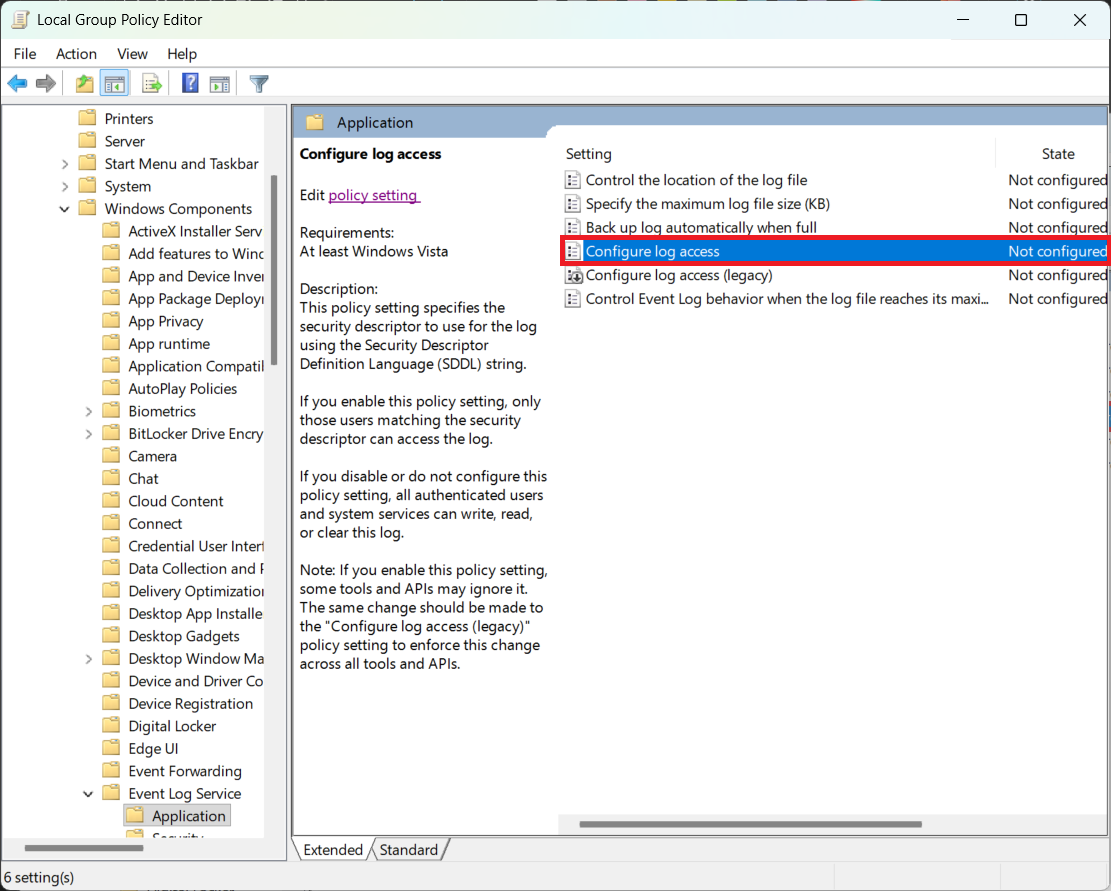 Local Group Policy Editor
File Action View Help
Printers
Server
Start Menu and Taskbar
System
Windows Components
ActiveX Installer Serv
Add features to Winc
App and Device Inver
App Package Deploy
App Privacy
App runtime
Application Compatil
AutoPlay Policies
Biometrics
BitLocker Drive Encry
Camera
Chat
Cloud Content
Connect
Credential User Interf
Data Collection and P
Delivery Optimization
Desktop App Installe
Desktop Gadgets
Desktop Window Ma
Device and Driver Co
Device Registration
Digital Locker
Edge UI
Event Forwarding
Event Log Service
Application
Security
Application
Configure log access
Edit policy setting
Requirements:
At least Windows Vista
Description:
This policy setting specifies the
security descriptor to use for the log
using the Security Descriptor
Definition Language (SDDL) string.
If you enable this policy setting, only
those users matching the security
descriptor can access the log.
If you disable or do not configure this
policy setting, all authenticated users
and system services can write, read,
or clear this log.
Note: If you enable this policy setting,
some tools and APIs may ignore it.
The same change should be made to
the "Configure log access (legacy)"
policy setting to enforce this change
across all tools and APIs.
Setting State
Control the location of the log file Not configured
Specify the maximum log file size (KB) Not configured
Back up log automatically when full Not configured
Configure log access Not configured
Configure log access (legacy) Not configured
Control Event Log behavior when the log file reaches its maxi... Not configured
Extended Standard
6 setting(s)